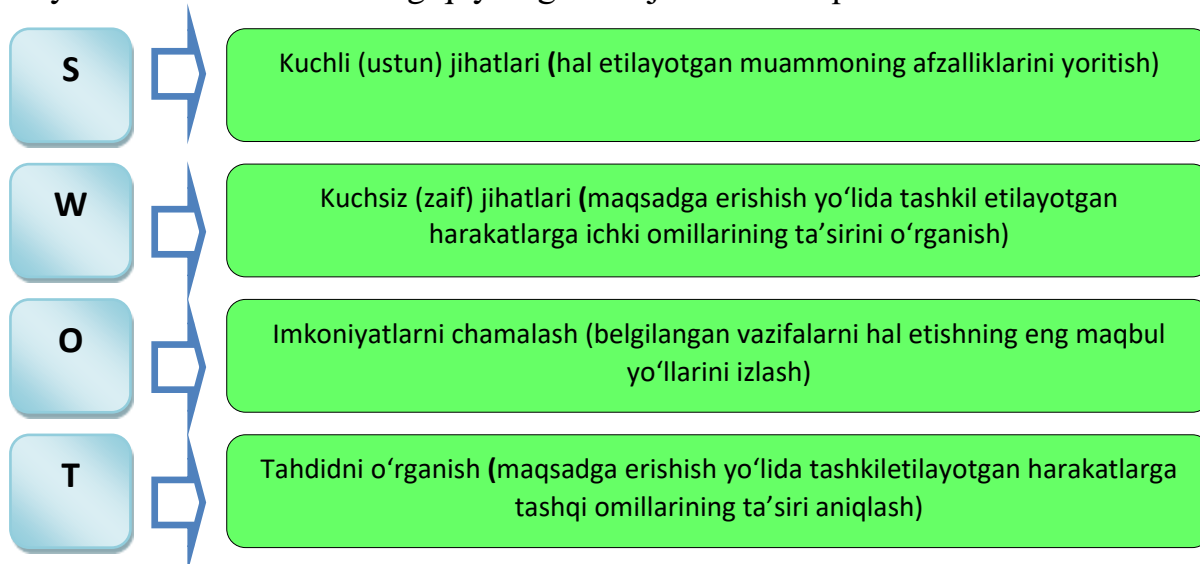 S
Kuchli (ustun) jihatlari (hal etilayotgan muammoning afzalliklarini yoritish)
W
Kuchsiz (zaif) jihatlari (maqsadga erishish yo‘lida tashkil etilayotgan
harakatlarga ichki omillarining ta’sirini o‘rganish)
O
Imkoniyatlarni chamalash (belgilangan vazifalarni hal etishning eng maqbul
yo‘llarini izlash)
T
Tahdidni o‘rganish (maqsadga erishish yo‘lida tashkiletilayotgan harakatlarga
tashqi omillarining ta’siri aniqlash)